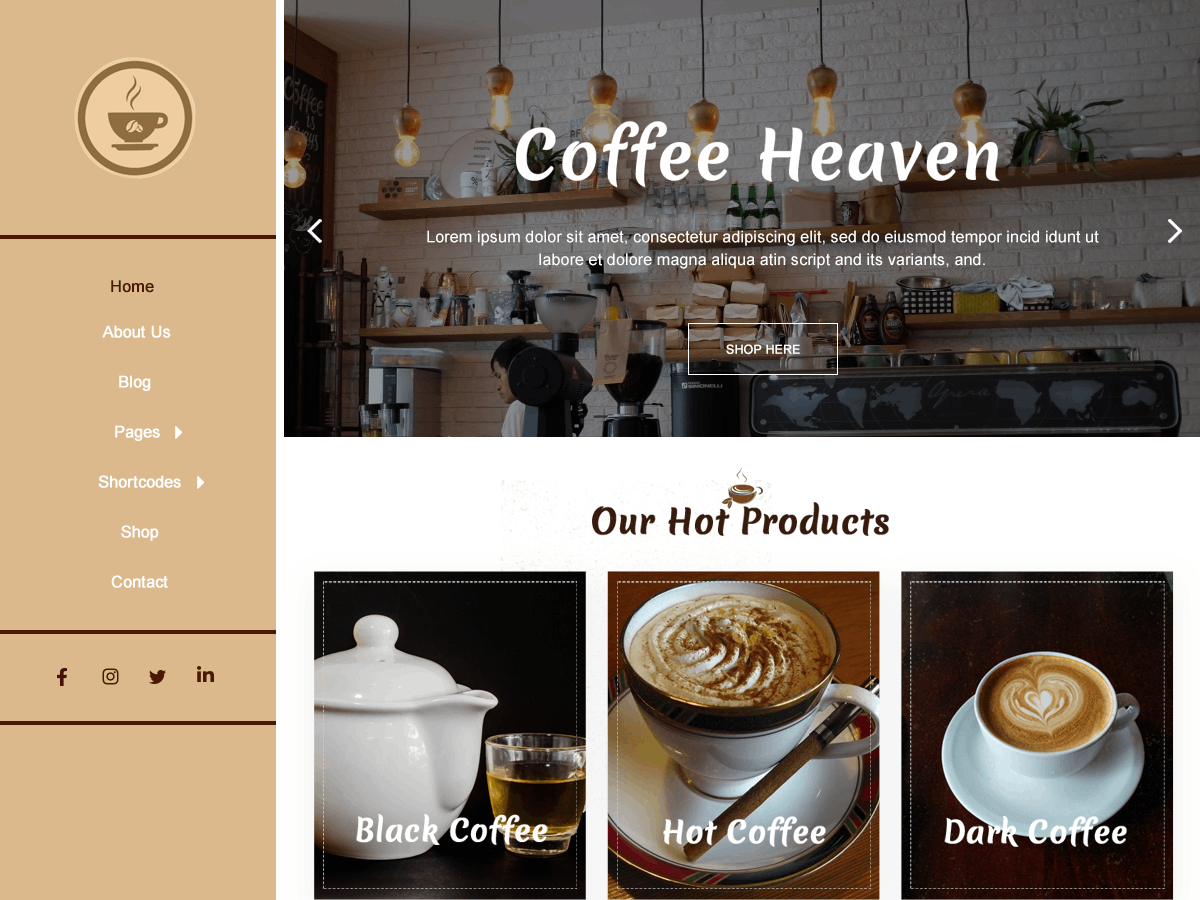 Home
About Us
Blog
Pages
Shortcodes
Shop
Contact
Coffee Heaven
Lorem ipsum dolor sit amet, consectetur adipiscing elit, sed do eiusmod tempor incid idunt ut
labore et dolore magna aliqua atin script and its variants, and.
SHOP HERE
SIMONELLI
Our Hot Products
Black Coffee
Hot Coffee
Dark Coffee